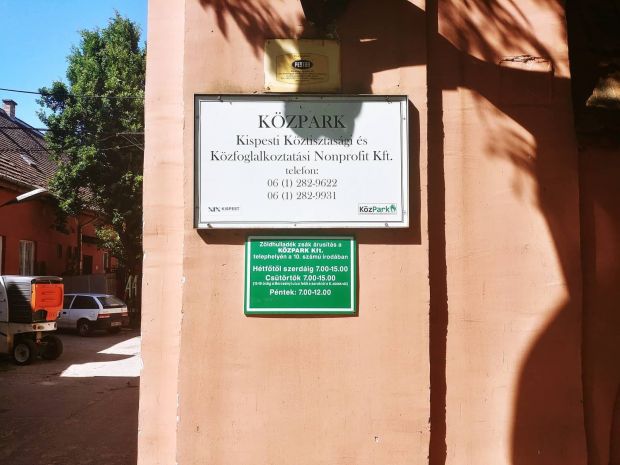 KÖZPARK
Kispesti Köztisztasági és
Közfoglalkoztatási Nonprofit Kft.
telefon:
06 (1) 282-9622
06 (1) 282-9931
XIX KISPEST
KözPark
Zöldhulladék zsák árusítás a
KÖZPARK Kft.
telephelyén a 10. számú irodában
Hétfőtől szerdáig 7.00-15.00
Csütörtök 7.00-15.00
Péntek: 7.00-12.00
44